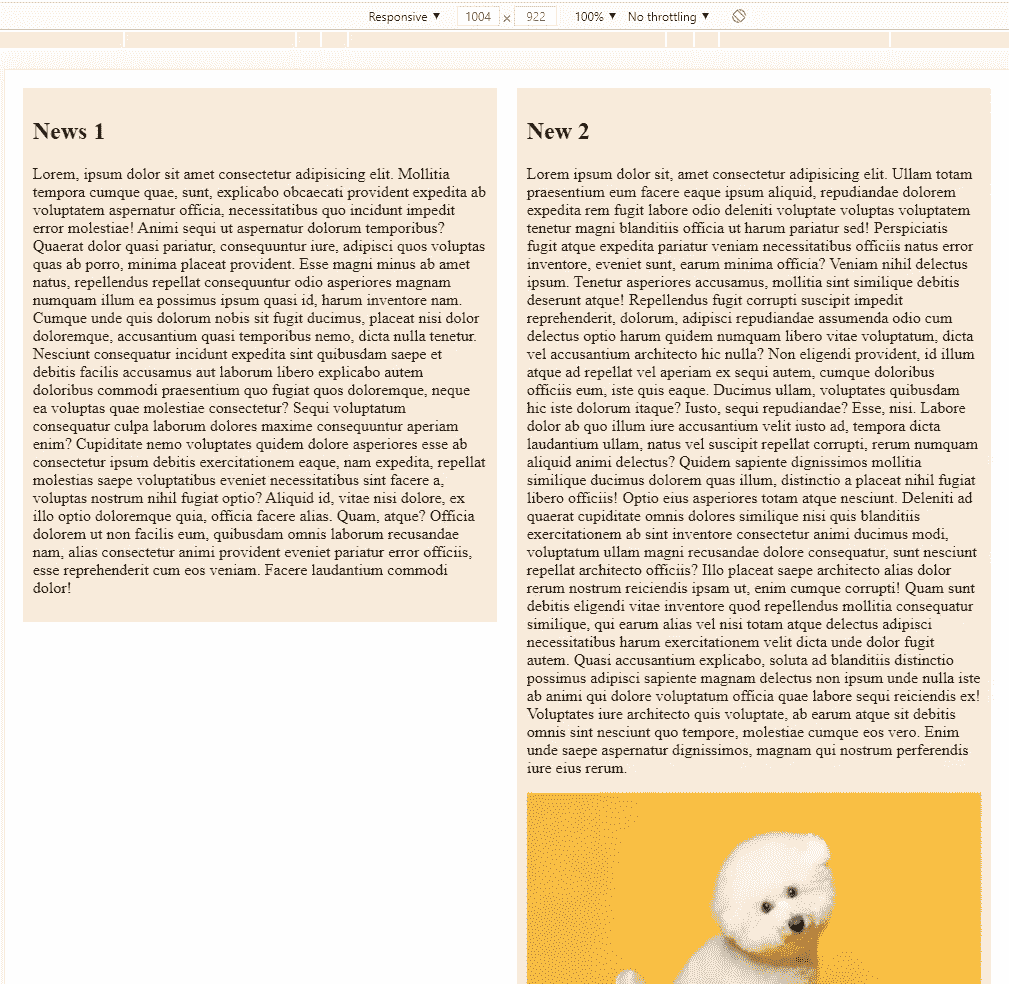 Responsive ▼ 1004 × 922 100% ▼ No throttling ▼
News 1
Lorem, ipsum dolor sit amet consectetur adipisicing elit. Mollitia
tempora cumque quae, sunt, explicabo obcaecati provident expedita ab
voluptatem aspernatur officia, necessitatibus quo incidunt impedit
error molestiae! Animi sequi ut aspernatur dolorum temporibus?
Quaerat dolor quasi pariatur, consequuntur iure, adipisci quos voluptas
quas ab porro, minima placeat provident. Esse magni minus ab amet
natus, repellendus repellat consequuntur odio asperiores magnam
numquam illum ea possimus ipsum quasi id, harum inventore nam.
Cumque unde quis dolorum nobis sit fugit ducimus, placeat nisi dolor
doloremque, accusantium quasi temporibus nemo, dicta nulla tenetur.
Nesciunt consequatur incidunt expedita sint quibusdam saepe et
debitis facilis accusamus aut laborum libero explicabo autem
doloribus commodi praesentium quo fugiat quos doloremque, neque
ea voluptas quae molestiae consectetur? Sequi voluptatum
consequatur culpa laborum dolores maxime consequuntur aperiam
enim? Cupiditate nemo voluptates quidem dolore asperiores esse ab
consectetur ipsum debitis exercitationem eaque, nam expedita, repellat
molestias saepe voluptatibus eveniet necessitatibus sint facere a,
voluptas nostrum nihil fugiat optio? Aliquid id, vitae nisi dolore, ex
illo optio doloremque quia, officia facere alias. Quam, atque? Officia
dolorem ut non facilis eum, quibusdam omnis laborum recusandae
nam, alias consectetur animi provident eveniet pariatur error officiis,
esse reprehenderit cum eos veniam. Facere laudantium commodi
dolor!
New 2
Lorem ipsum dolor sit, amet consectetur adipisicing elit. Ullam totam
praesentium eum facere eaque ipsum aliquid, repudiandae dolorem
expedita rem fugit labore odio deleniti voluptate voluptas voluptatem
tenetur magni blanditiis officia ut harum pariatur sed! Perspiciatis
fugit atque expedita pariatur veniam necessitatibus officiis natus error
inventore, eveniet sunt, earum minima officia? Veniam nihil delectus
ipsum. Tenetur asperiores accusamus, mollitia sint similique debitis
deserunt atque! Repellendus fugit corrupti suscipit impedit
reprehenderit, dolorum, adipisci repudiandae assumenda odio cum
delectus optio harum quidem numquam libero vitae voluptatum, dicta
vel accusantium architecto hic nulla? Non eligendi provident, id illum
atque ad repellat vel aperiam ex sequi autem, cumque doloribus
officiis eum, iste quis eaque. Ducimus ullam, voluptates quibusdam
hic iste dolorum itaque? Iusto, sequi repudiandae? Esse, nisi. Labore
dolor ab quo illum iure accusantium velit iusto ad, tempora dicta
laudantium ullam, natus vel suscipit repellat corrupti, rerum numquam
aliquid animi delectus? Quidem sapiente dignissimos mollitia
similique ducimus dolorem quas illum, distinctio a placeat nihil fugiat
libero officiis! Optio eius asperiores totam atque nesciunt. Deleniti ad
quaerat cupiditate omnis dolores similique nisi quis blanditiis
exercitationem ab sint inventore consectetur animi ducimus modi,
voluptatum ullam magni recusandae dolore consequatur, sunt nesciunt
repellat architecto officiis? Illo placeat saepe architecto alias dolor
rerum nostrum reiciendis ipsam ut, enim cumque corrupti! Quam sunt
debitis eligendi vitae inventore quod repellendus mollitia consequatur
similique, qui earum alias vel nisi totam atque delectus adipisci
necessitatibus harum exercitationem velit dicta unde dolor fugit
autem. Quasi accusantium explicabo, soluta ad blanditiis distinctio
possimus adipisci sapiente magnam delectus non ipsum unde nulla iste
ab animi qui dolore voluptatum officia quae labore sequi reiciendis ex!
Voluptates iure architecto quis voluptate, ab earum atque sit debitis
omnis sint nesciunt quo tempore, molestiae cumque eos vero. Enim
unde saepe aspernatur dignissimos, magnam qui nostrum perferendis
iure eius rerum.